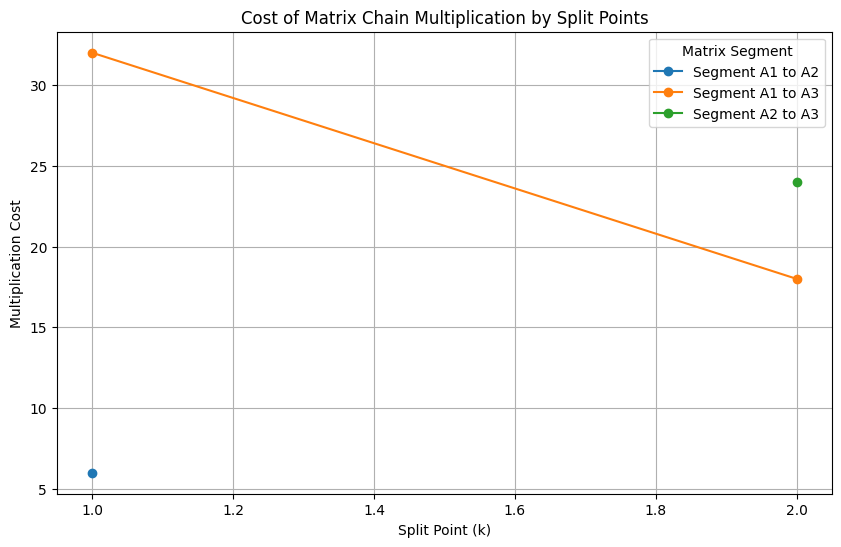 Cost of Matrix Chain Multiplication by Split Points
Matrix Segment
Segment A1 to A2
Segment A1 to A3
Segment A2 to A3
Multiplication Cost
30
25
20
15
10
5
1.0 1.2 1.4 1.6 1.8 2.0
Split Point (k)